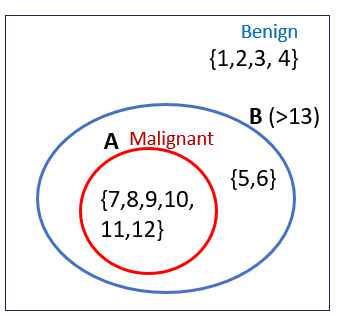 Benign
{1,2,3, 4}
B (>13)
A Malignant
{5,6}
{7,8,9,10,
11,12}